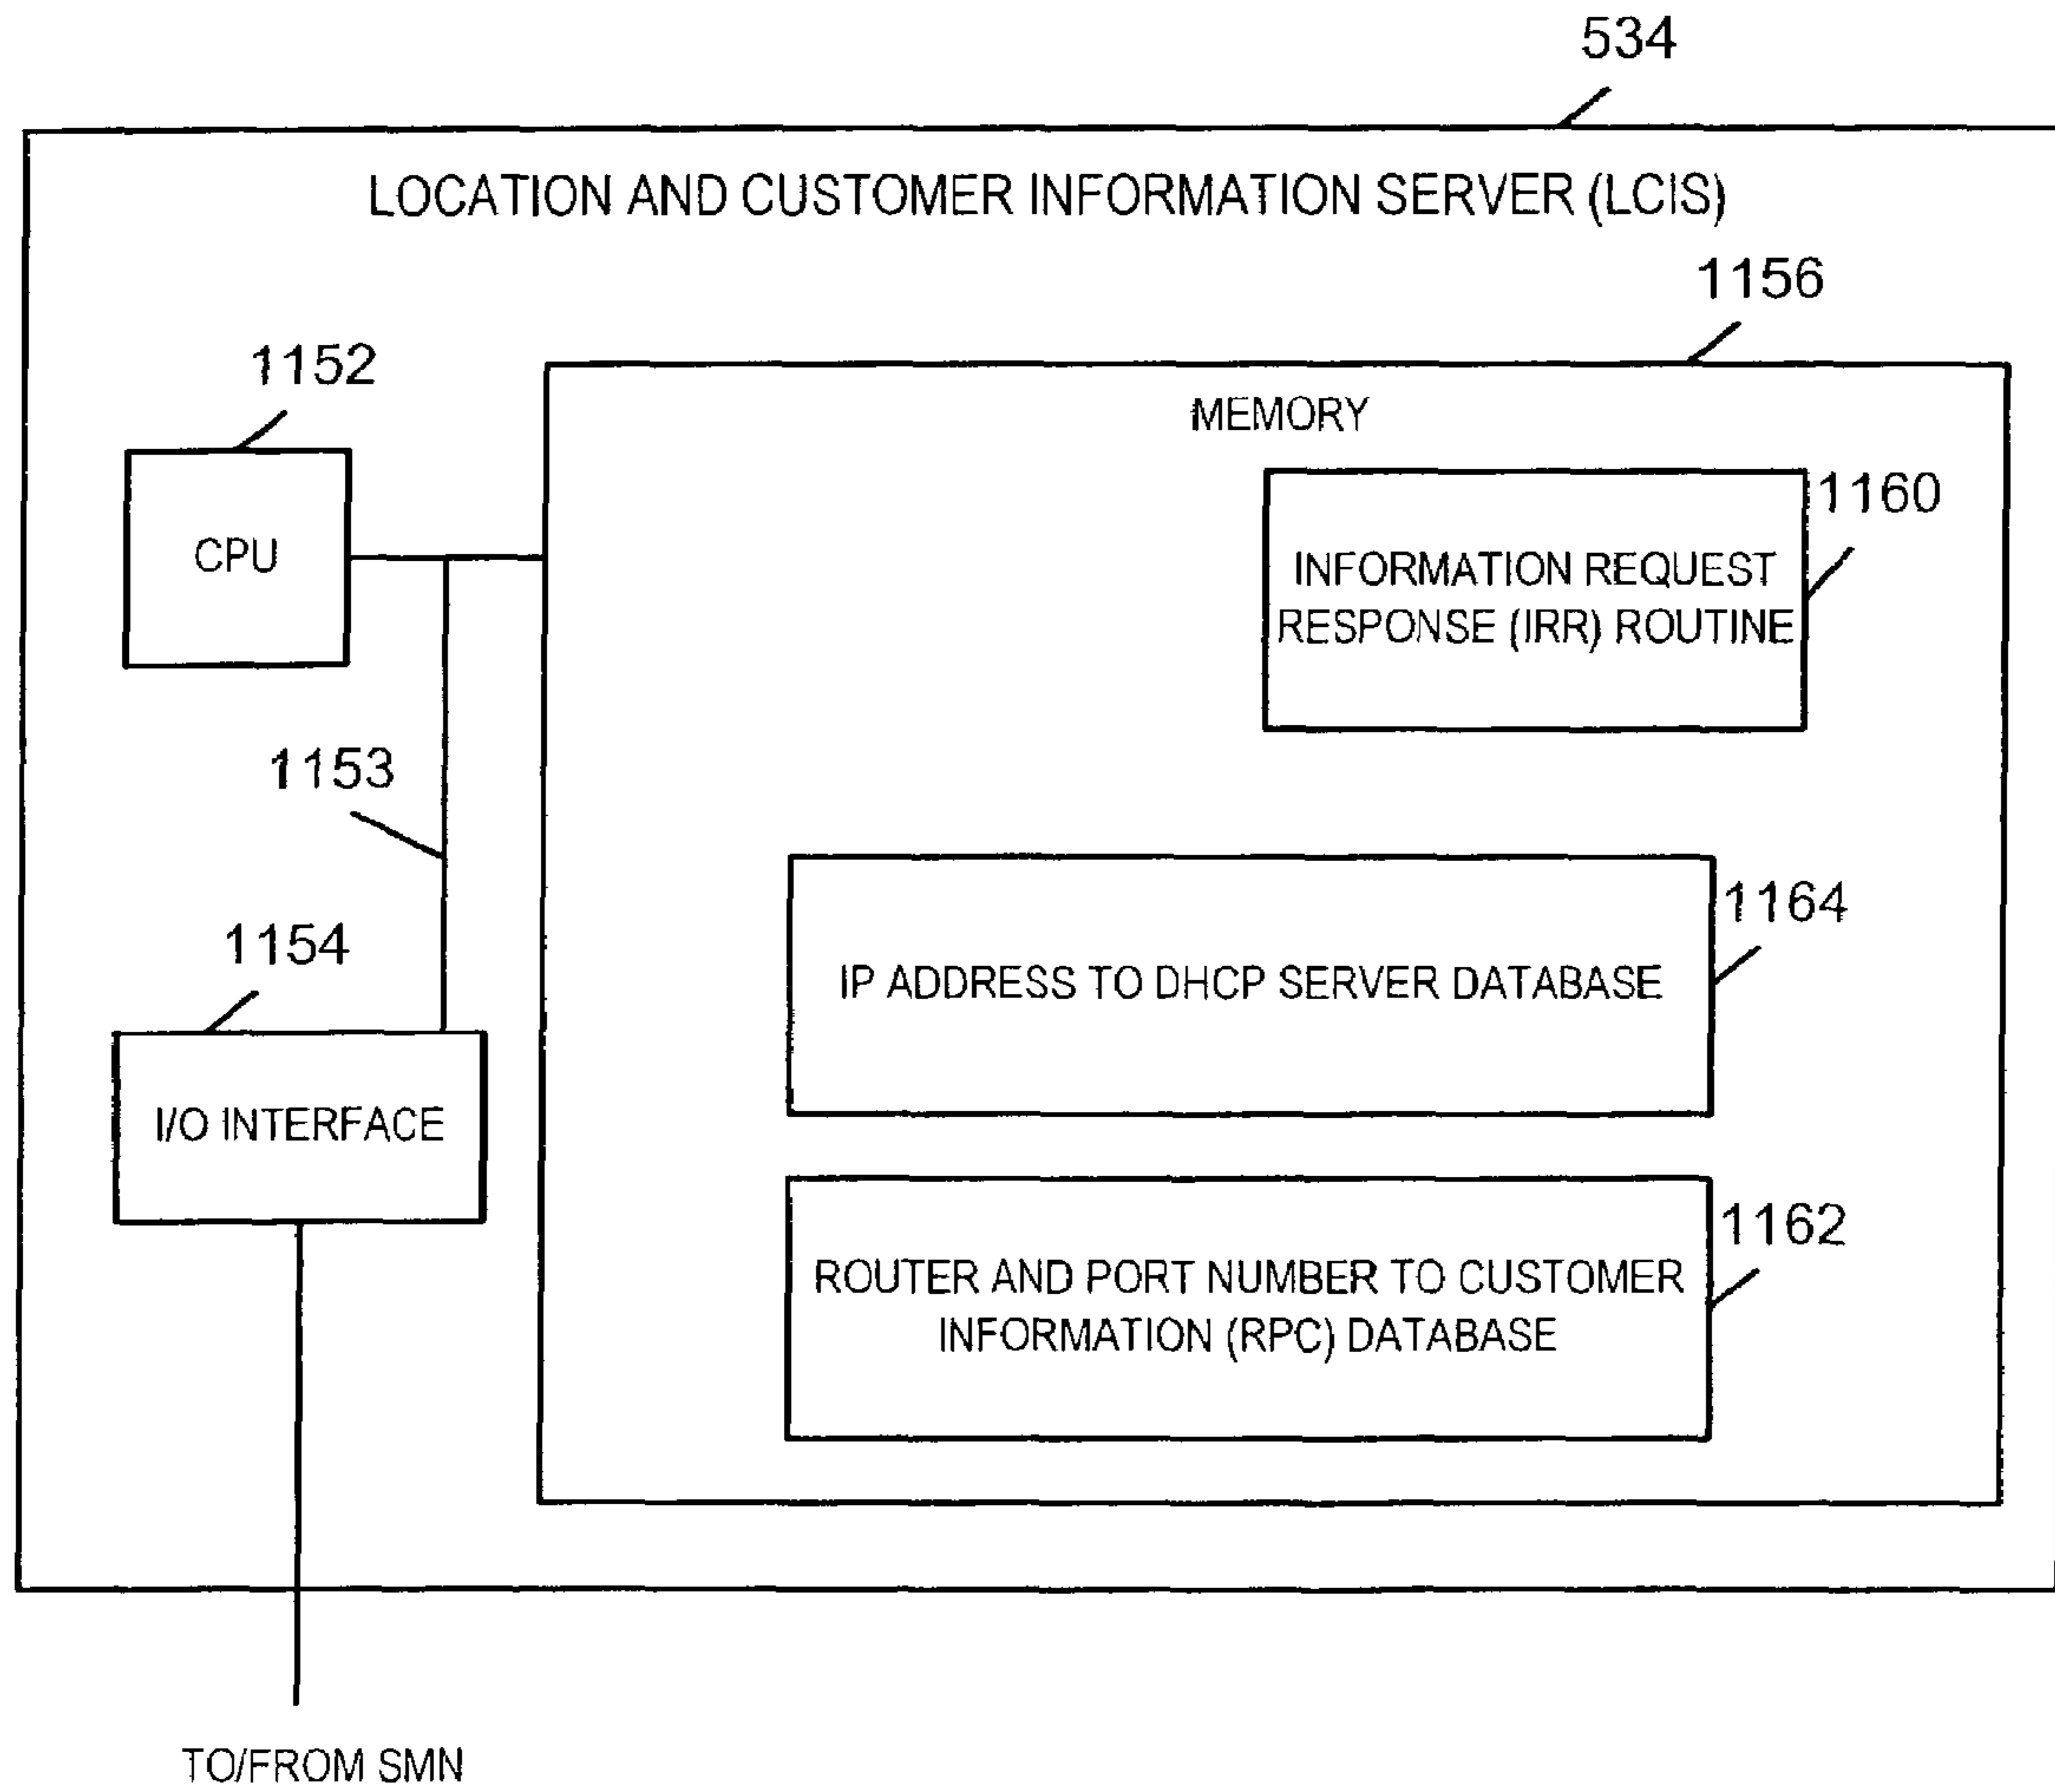 534
LOCATION AND CUSTOMER INFORMATION SERVER (LCIS)
1156
1152
MEMORY
1160
CPU
INFORMATION REQUEST
RESPONSE (IRR) ROUTINE
1153
1164
1154
IP ADDRESS TO DHCP SERVER DATABASE
I/O INTERFACE
1162
ROUTER AND PORT NUMBER TO CUSTOMER
INFORMATION (RPC) DATABASE
TO/FROM SMN